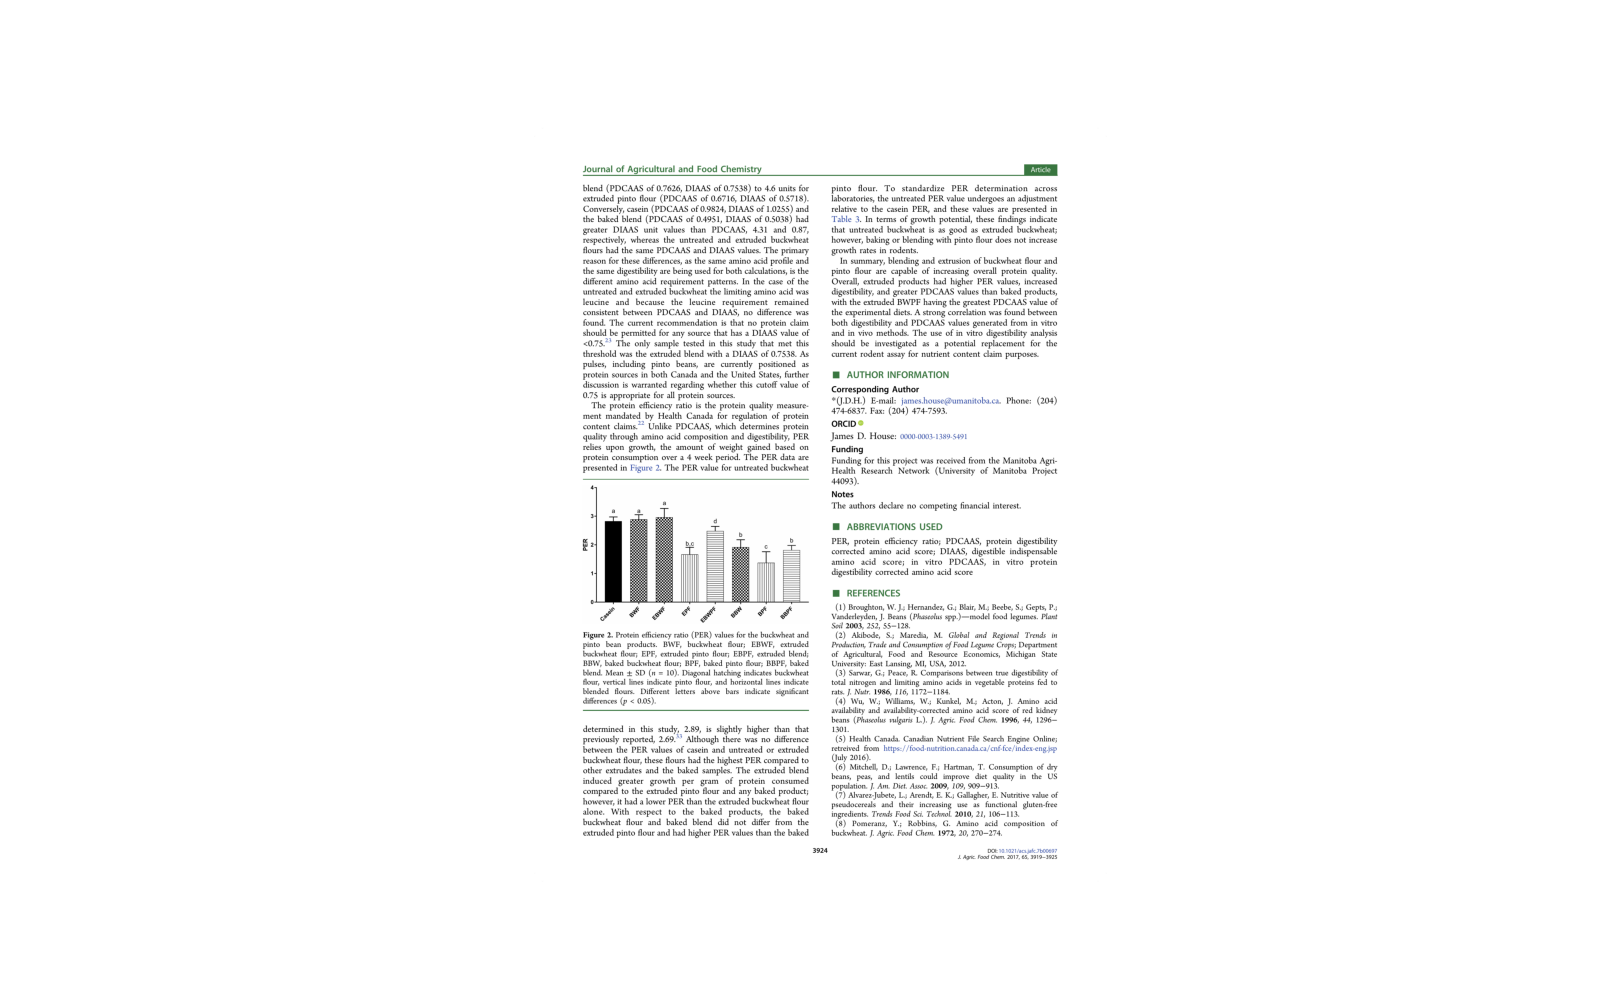 Journal of Agricultural and Food Chemistry
Article
blend (PDCAAS of 0.7626, DIAAS of 0.7538) to 4.6 units for
extruded pinto flour (PDCAAS of 0.6716, DIAAS of 0.5718).
Conversely, casein (PDCAAS of 0.9824, DIAAS of 1.0255) and
the baked blend (PDCAAS of 0.4951, DIAAS of 0.5038) had
greater DIAAS unit values than PDCAAS, 4.31 and 0.87,
respectively, whereas the untreated and extruded buckwheat
flours had the same PDCAAS and DIAAS values. The primary
reason for these differences, as the same amino acid profile and
the same digestibility are being used for both calculations, is the
different amino acid requirement patterns. In the case of the
untreated and extruded buckwheat the limiting amino acid was
leucine and because the leucine requirement remained
consistent between PDCAAS and DIAAS, no difference was
found. The current recommendation is that no protein claim
should be permitted for any source that has a DIAAS value of
<0.75.23 The only sample tested in this study that met this
threshold was the extruded blend with a DIAAS of 0.7538. As
pulses, including pinto beans, are currently positioned as
protein sources in both Canada and the United States, further
discussion is warranted regarding whether this cutoff value of
0.75 is appropriate for all protein sources.
The protein efficiency ratio is the protein quality measure-
ment mandated by Health Canada for regulation of protein
content claims.22 Unlike PDCAAS, which determines protein
quality through amino acid composition and digestibility, PER
relies upon growth, the amount of weight gained based on
protein consumption over a 4 week period. The PER data are
presented in Figure 2. The PER value for untreated buckwheat
4
3
2
1
0
PER
a
a
a
b,c
d
b
c
b
Casein
BWF
EBWF
EPF
EBWPF
BBW
BPF
BBPF
Figure 2. Protein efficiency ratio (PER) values for the buckwheat and
pinto bean products. BWF, buckwheat flour; EBWF, extruded
buckwheat flour; EPF, extruded pinto flour; EBPF, extruded blend;
BBW, baked buckwheat flour; BPF, baked pinto flour; BBPF, baked
blend. Mean ± SD (n = 10). Diagonal hatching indicates buckwheat
flour, vertical lines indicate pinto flour, and horizontal lines indicate
blended flours. Different letters above bars indicate significant
differences (p < 0.05).
determined in this study, 2.89, is slightly higher than that
previously reported, 2.69.33 Although there was no difference
between the PER values of casein and untreated or extruded
buckwheat flour, these flours had the highest PER compared to
other extrudates and the baked samples. The extruded blend
induced greater growth per gram of protein consumed
compared to the extruded pinto flour and any baked product;
however, it had a lower PER than the extruded buckwheat flour
alone. With respect to the baked products, the baked
buckwheat flour and baked blend did not differ from the
extruded pinto flour and had higher PER values than the baked
pinto flour. To standardize PER determination across
laboratories, the untreated PER value undergoes an adjustment
relative to the casein PER, and these values are presented in
Table 3. In terms of growth potential, these findings indicate
that untreated buckwheat is as good as extruded buckwheat;
however, baking or blending with pinto flour does not increase
growth rates in rodents.
In summary, blending and extrusion of buckwheat flour and
pinto flour are capable of increasing overall protein quality.
Overall, extruded products had higher PER values, increased
digestibility, and greater PDCAAS values than baked products,
with the extruded BWPF having the greatest PDCAAS value of
the experimental diets. A strong correlation was found between
both digestibility and PDCAAS values generated from in vitro
and in vivo methods. The use of in vitro digestibility analysis
should be investigated as a potential replacement for the
current rodent assay for nutrient content claim purposes.
■ AUTHOR INFORMATION
Corresponding Author
*(J.D.H.) E-mail: james.house@umanitoba.ca. Phone: (204)
474-6837. Fax: (204) 474-7593.
ORCID
James D. House: 0000-0003-1389-5491
Funding
Funding for this project was received from the Manitoba Agri-
Health Research Network (University of Manitoba Project
44093).
Notes
The authors declare no competing financial interest.
■ ABBREVIATIONS USED
PER, protein efficiency ratio; PDCAAS, protein digestibility
corrected amino acid score; DIAAS, digestible indispensable
amino acid score; in vitro PDCAAS, in vitro protein
digestibility corrected amino acid score
■ REFERENCES
(1) Broughton, W. J.; Hernandez, G.; Blair, M.; Beebe, S.; Gepts, P.;
Vanderleyden, J. Beans (Phaseolus spp.)—model food legumes. Plant
Soil 2003, 252, 55−128.
(2) Akibode, S.; Maredia, M. Global and Regional Trends in
Production, Trade and Consumption of Food Legume Crops; Department
of Agricultural, Food and Resource Economics, Michigan State
University: East Lansing, MI, USA, 2012.
(3) Sarwar, G.; Peace, R. Comparisons between true digestibility of
total nitrogen and limiting amino acids in vegetable proteins fed to
rats. J. Nutr. 1986, 116, 1172−1184.
(4) Wu, W.; Williams, W.; Kunkel, M.; Acton, J. Amino acid
availability and availability-corrected amino acid score of red kidney
beans (Phaseolus vulgaris L.). J. Agric. Food Chem. 1996, 44, 1296−
1301.
(5) Health Canada. Canadian Nutrient File Search Engine Online;
retreived from https://food-nutrition.canada.ca/cnf-fce/index-eng.jsp
(July 2016).
(6) Mitchell, D.; Lawrence, F.; Hartman, T. Consumption of dry
beans, peas, and lentils could improve diet quality in the US
population. J. Am. Diet. Assoc. 2009, 109, 909−913.
(7) Alvarez-Jubete, L.; Arendt, E. K.; Gallagher, E. Nutritive value of
pseudocereals and their increasing use as functional gluten-free
ingredients. Trends Food Sci. Technol. 2010, 21, 106−113.
(8) Pomeranz, Y.; Robbins, G. Amino acid composition of
buckwheat. J. Agric. Food Chem. 1972, 20, 270−274.
3924
DOI: 10.1021/acs.jafc.7b00697
J. Agric. Food Chem. 2017, 65, 3919−3925